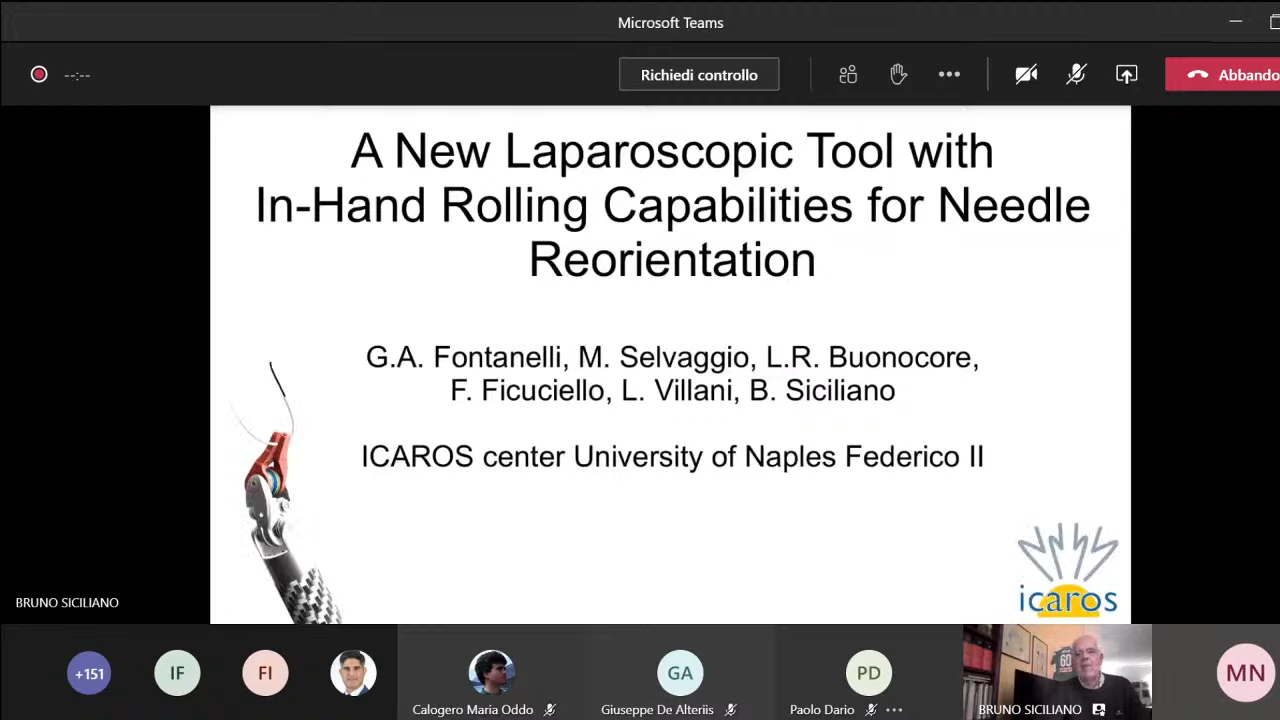 Microsoft Teams
--:--
Richiedi controllo
Abbando
A New Laparoscopic Tool with
In-Hand Rolling Capabilities for Needle
Reorientation
G.A. Fontanelli, M. Selvaggio, L.R. Buonocore,
F. Ficuciello, L. Villani, B. Siciliano
ICAROS center University of Naples Federico II
icaros
BRUNO SICILIANO
+151
IF
FI
Calogero Maria Oddo
GA
Giuseppe De Alteriis
PD
Paolo Dario
60
BRUNO SICILIANO
MN